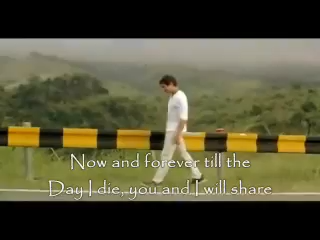 Now and forever till the
Day I die, you and I will share